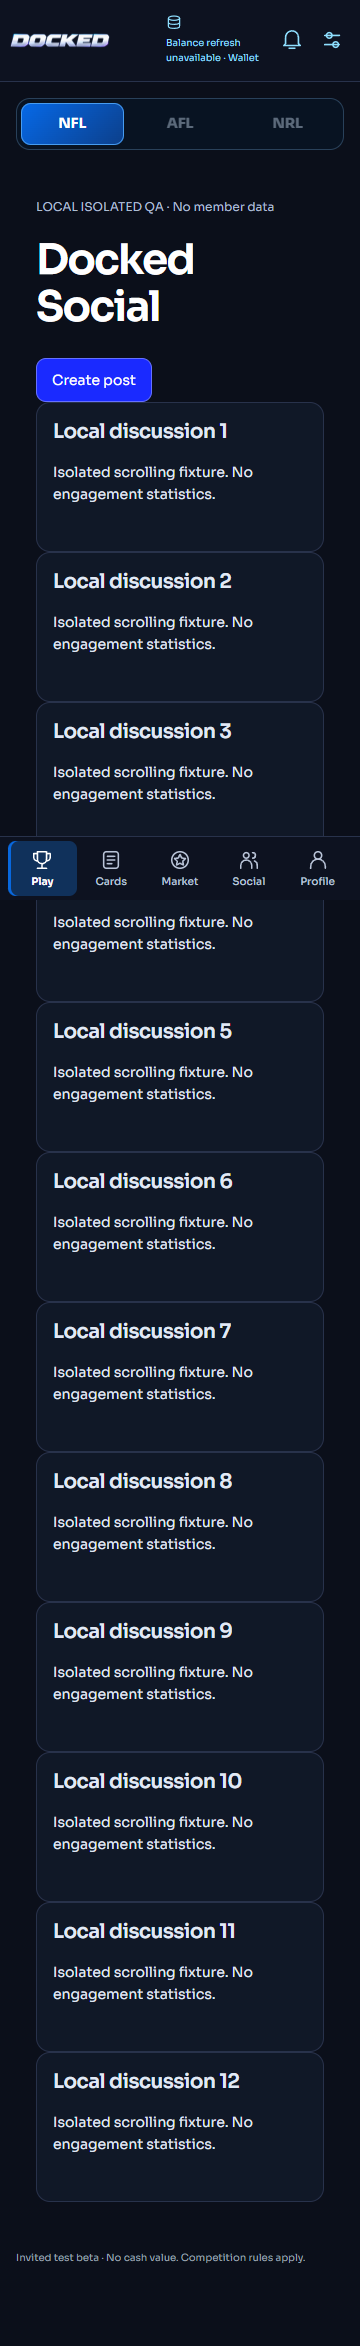 DOCKED
Balance refresh
unavailable · Wallet
NFL
AFL
NRL
LOCAL ISOLATED QA · No member data
Docked
Social
Create post
Local discussion 1
Isolated scrolling fixture. No
engagement statistics.
Local discussion 2
Isolated scrolling fixture. No
engagement statistics.
Local discussion 3
Isolated scrolling fixture. No
engagement statistics.
Play
Cards
Market
Social
Profile
Isolated scrolling fixture. No
engagement statistics.
Local discussion 5
Isolated scrolling fixture. No
engagement statistics.
Local discussion 6
Isolated scrolling fixture. No
engagement statistics.
Local discussion 7
Isolated scrolling fixture. No
engagement statistics.
Local discussion 8
Isolated scrolling fixture. No
engagement statistics.
Local discussion 9
Isolated scrolling fixture. No
engagement statistics.
Local discussion 10
Isolated scrolling fixture. No
engagement statistics.
Local discussion 11
Isolated scrolling fixture. No
engagement statistics.
Local discussion 12
Isolated scrolling fixture. No
engagement statistics.
Invited test beta · No cash value. Competition rules apply.